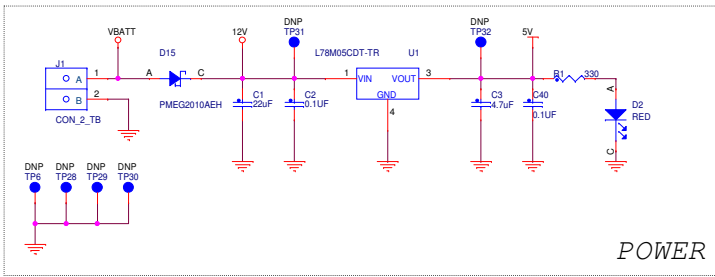 VBATT
12V
DNP
TP31
DNP
TP32
5V
J1
D15
L78M05CDT-TR
U1
A
1
A
C
1
VIN
VOUT
3
R1
330
B
2
GND
CON_2_TB
PMEG2010AEH
C1
22uF
C2
0.1UF
4
C3
4.7uF
C40
0.1UF
A
D2
RED
C
DNP DNP DNP DNP
TP6 TP28 TP29 TP30
POWER